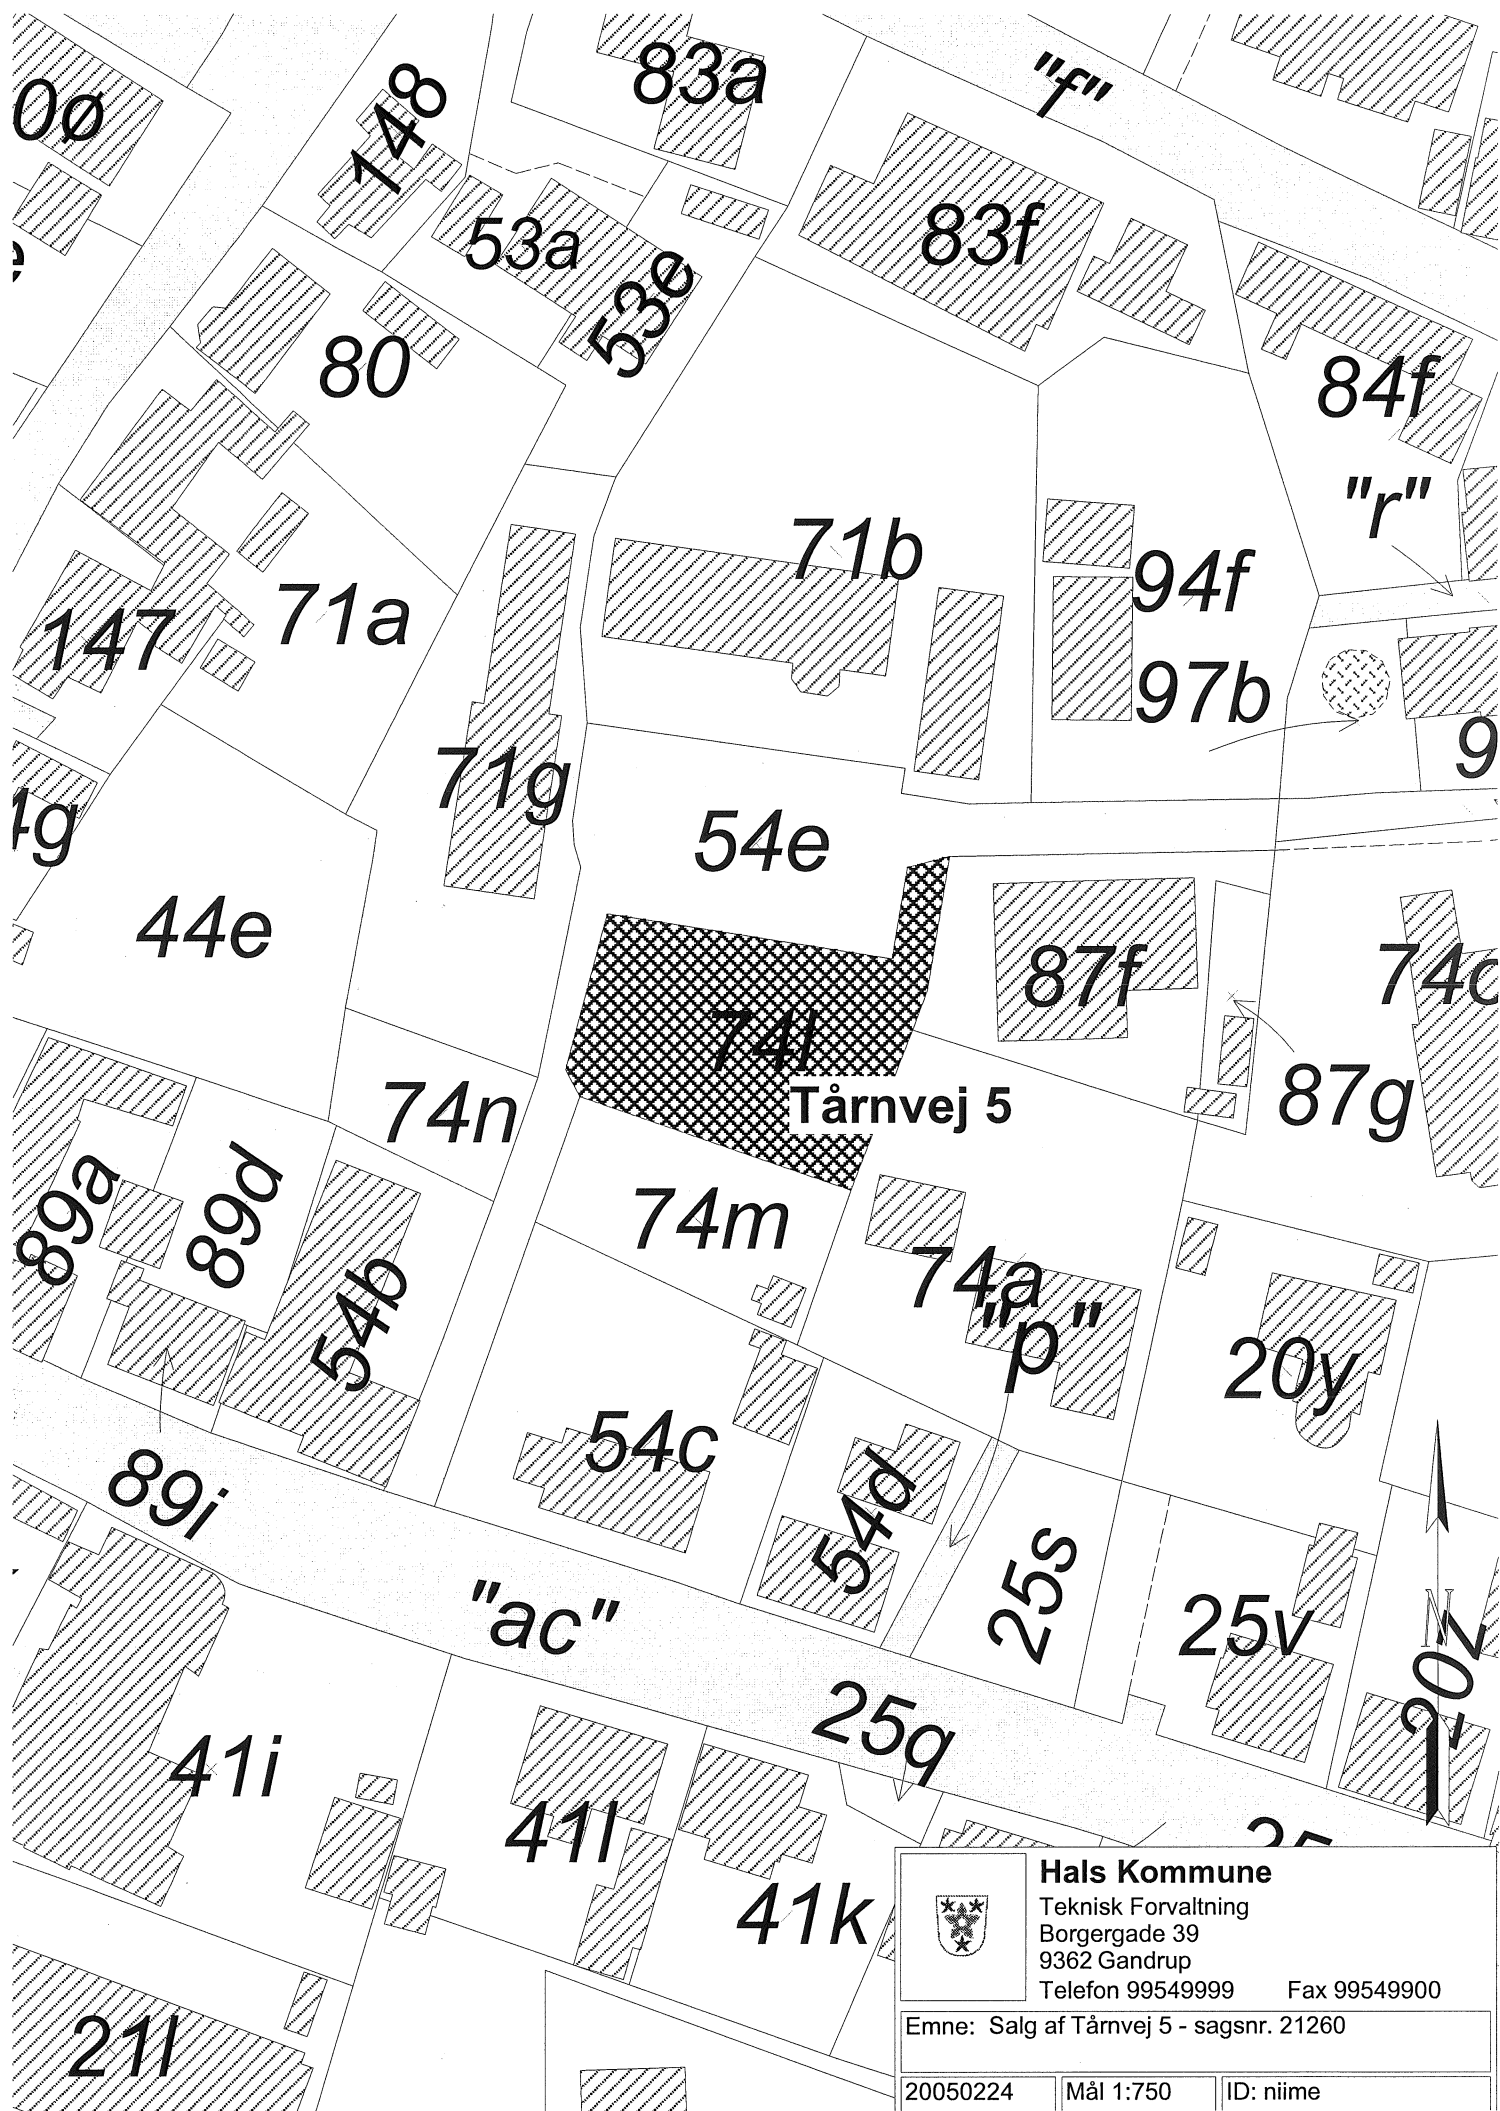 83a
"f"
0ø
148
53a
83f
53e
80
84f
"r"
71b
94f
71a
147
97b
9
71g
4g
54e
44e
87f
74l
74n
Tårnvej 5
87g
89a
89d
74m
74a
54b
"p"
20y
54c
89i
54d
25s
"ac"
25v
N
20z
25q
41i
41l
41k
21l
Hals Kommune
Teknisk Forvaltning
Borgergade 39
9362 Gandrup
Telefon 99549999 Fax 99549900
Emne: Salg af Tårnvej 5 - sagsnr. 21260
20050224 Mål 1:750 ID: niime